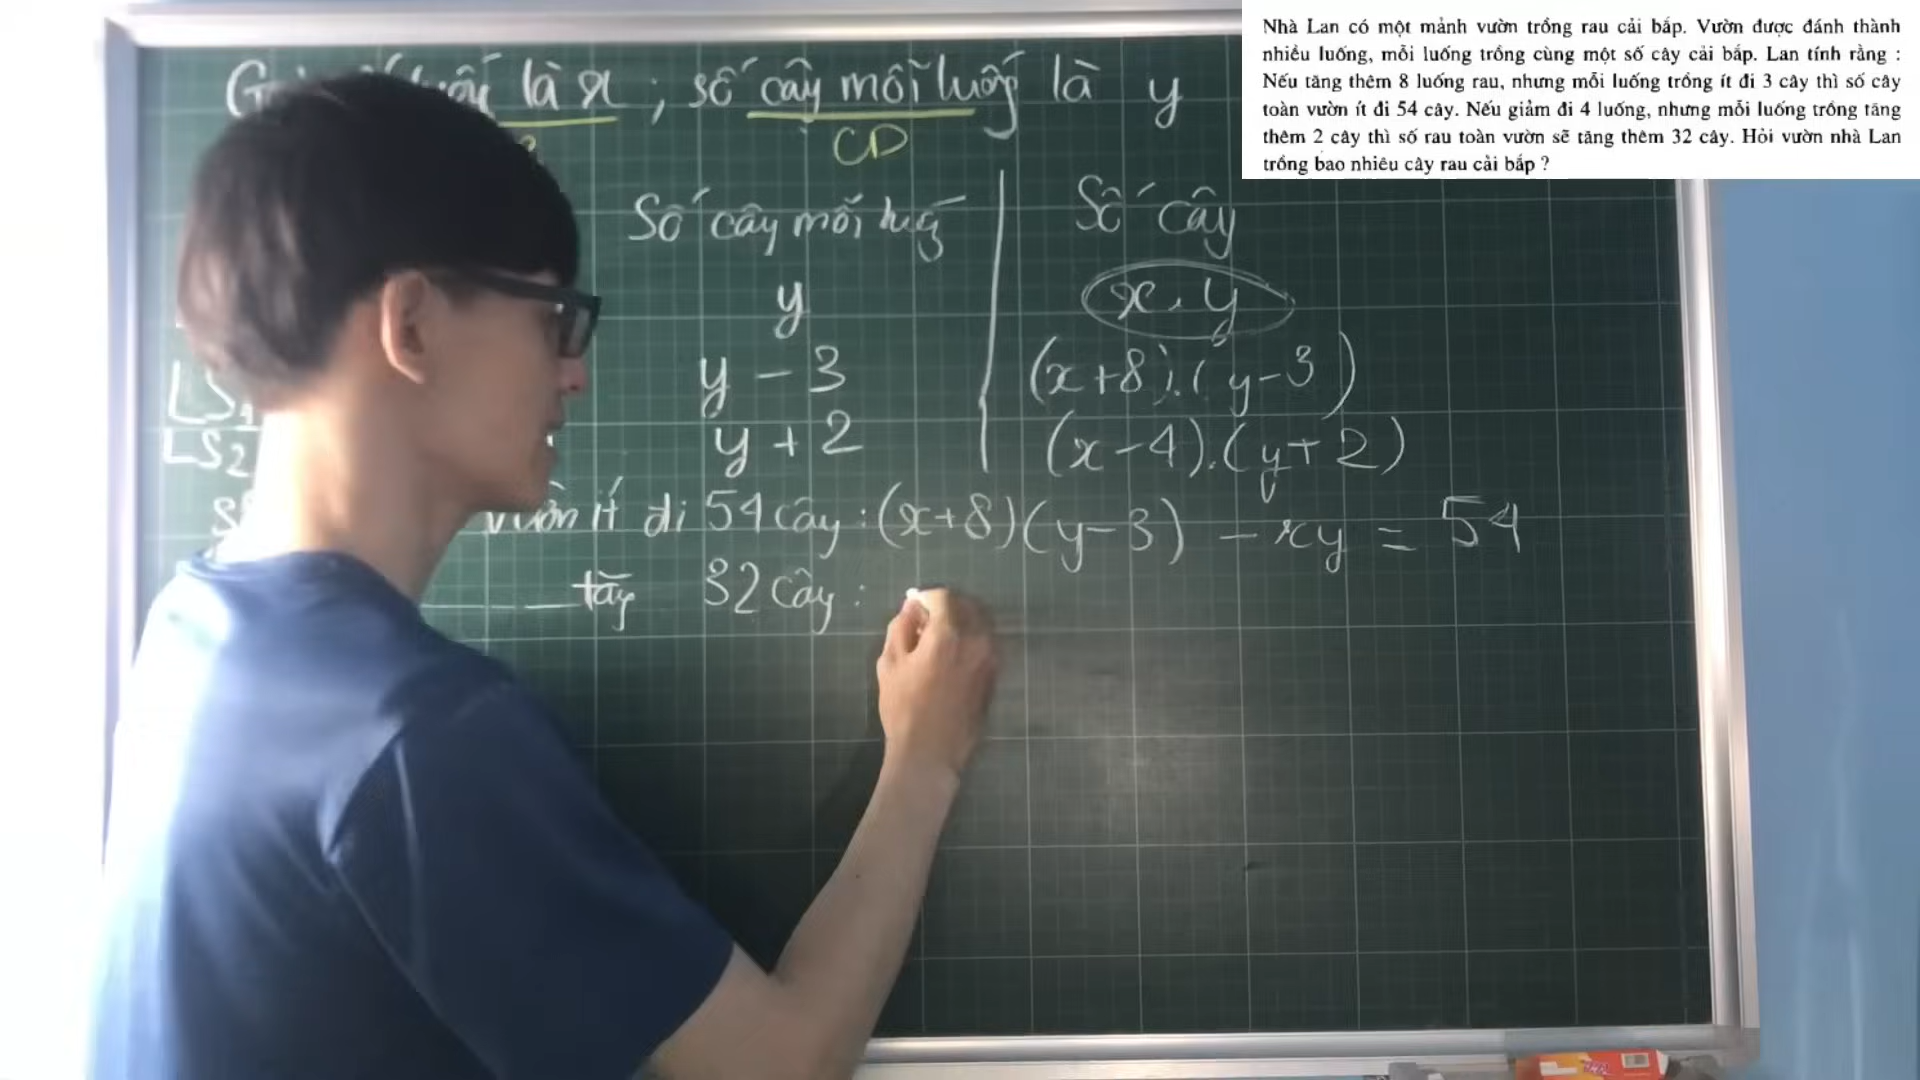 Nhà Lan có một mảnh vườn trồng rau cải bắp. Vườn được đánh thành
nhiều luống, mỗi luống trồng cùng một số cây cải bắp. Lan tính rằng :
Nếu tăng thêm 8 luống rau, nhưng mỗi luống trồng ít đi 3 cây thì số cây
toàn vườn ít đi 54 cây. Nếu giảm đi 4 luống, nhưng mỗi luống trồng tăng
thêm 2 cây thì số rau toàn vườn sẽ tăng thêm 32 cây. Hỏi vườn nhà Lan
trồng bao nhiêu cây rau cải bắp ?
là x ; số cây mỗi luống là y
CD
Số cây mỗi luống Số cây
y x.y
y - 3 (x+8).(y-3)
LS2 y + 2 (x-4).(y+2)
vườn ít đi 54 cây : (x+8)(y-3) - xy = 54
32 cây :